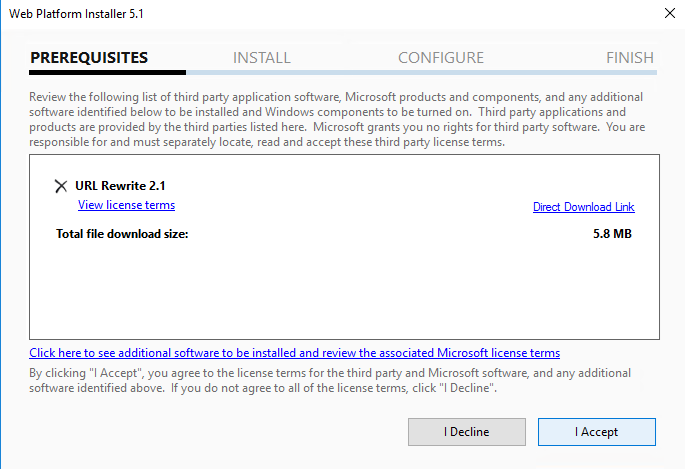 Web Platform Installer 5.1
PREREQUISITES INSTALL CONFIGURE FINISH
Review the following list of third party application software, Microsoft products and components, and any additional
software identified below to be installed and Windows components to be turned on.  Third party applications and
products are provided by the third parties listed here.  Microsoft grants you no rights for third party software.  You are
responsible for and must separately locate, read and accept these third party license terms.
URL Rewrite 2.1
View license terms Direct Download Link
Total file download size: 5.8 MB
Click here to see additional software to be installed and review the associated Microsoft license terms
By clicking "I Accept", you agree to the license terms for the third party and Microsoft software, and any additional
software identified above.  If you do not agree to all of the license terms, click "I Decline".
I Decline I Accept